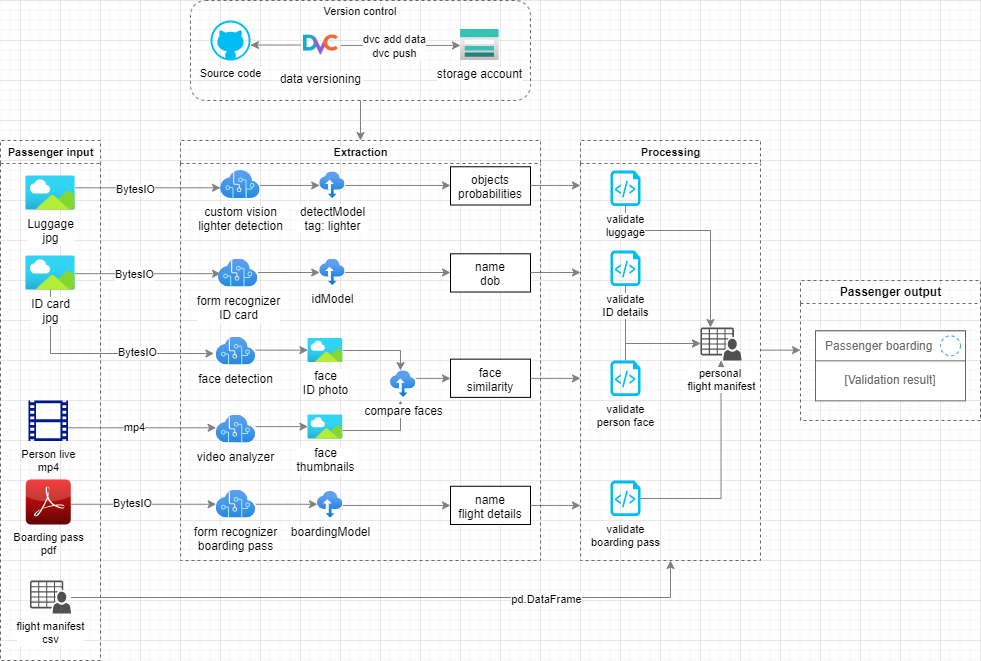 Version control
DVC
dvc add data
dvc push
Source code
data versioning
storage account
Passenger input
Extraction
Processing
Luggage
jpg
BytesIO
custom vision
lighter detection
detectModel
tag: lighter
objects
probabilities
validate
luggage
ID card
jpg
BytesIO
form recognizer
ID card
idModel
name
dob
validate
ID details
BytesIO
face detection
face
ID photo
compare faces
face
similarity
validate
person face
personal
flight manifest
Passenger output
Passenger boarding
[Validation result]
Person live
mp4
mp4
video analyzer
face
thumbnails
Boarding pass
pdf
BytesIO
form recognizer
boarding pass
boardingModel
name
flight details
validate
boarding pass
flight manifest
csv
pd.DataFrame